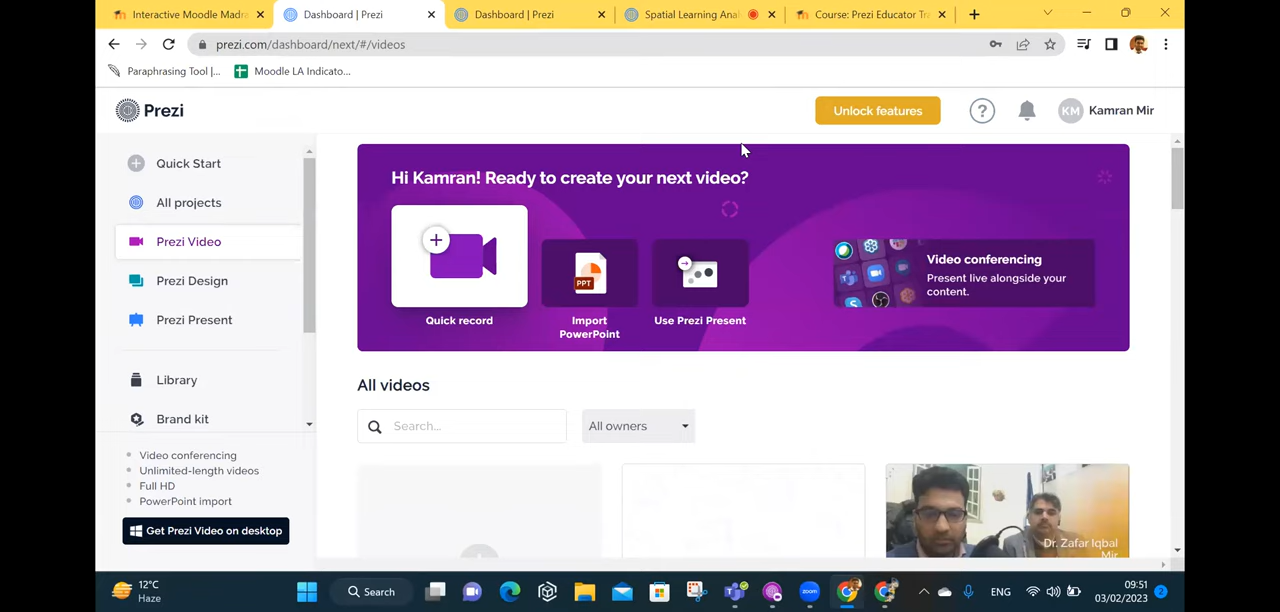 Interactive Moodle Madra
Dashboard | Prezi
Dashboard | Prezi
Spatial Learning Anal
Course: Prezi Educator Tra
prezi.com/dashboard/next/#/videos
Paraphrasing Tool |...
Moodle LA Indicato...
Prezi
Unlock features
?
KM
Kamran Mir
Quick Start
All projects
Prezi Video
Prezi Design
Prezi Present
Library
Brand kit
Video conferencing
Unlimited-length videos
Full HD
PowerPoint import
Get Prezi Video on desktop
Hi Kamran! Ready to create your next video?
Quick record
PPT
Import
PowerPoint
Use Prezi Present
Video conferencing
Present live alongside your
content.
All videos
Search...
All owners
Dr. Zafar Iqbal
Mir
12°C
Haze
Search
zoom
ENG
09:51
03/02/2023
2